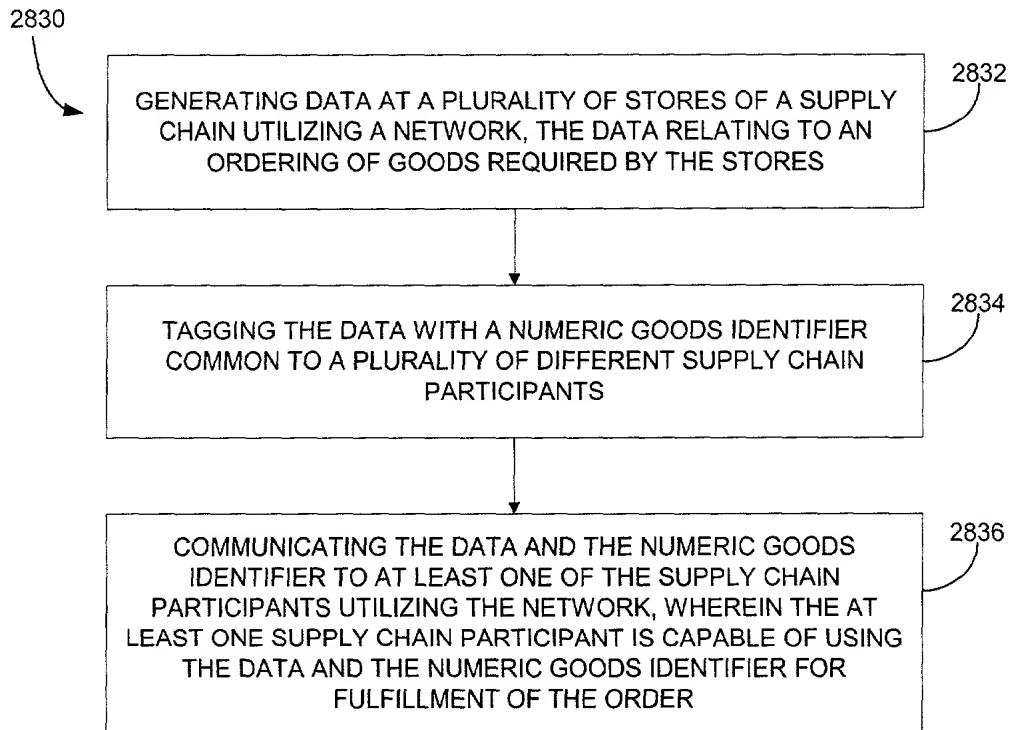 2830
2832
GENERATING DATA AT A PLURALITY OF STORES OF A SUPPLY
CHAIN UTILIZING A NETWORK, THE DATA RELATING TO AN
ORDERING OF GOODS REQUIRED BY THE STORES
2834
TAGGING THE DATA WITH A NUMERIC GOODS IDENTIFIER
COMMON TO A PLURALITY OF DIFFERENT SUPPLY CHAIN
PARTICIPANTS
2836
COMMUNICATING THE DATA AND THE NUMERIC GOODS
IDENTIFIER TO AT LEAST ONE OF THE SUPPLY CHAIN
PARTICIPANTS UTILIZING THE NETWORK, WHEREIN THE AT
LEAST ONE SUPPLY CHAIN PARTICIPANT IS CAPABLE OF USING
THE DATA AND THE NUMERIC GOODS IDENTIFIER FOR
FULFILLMENT OF THE ORDER